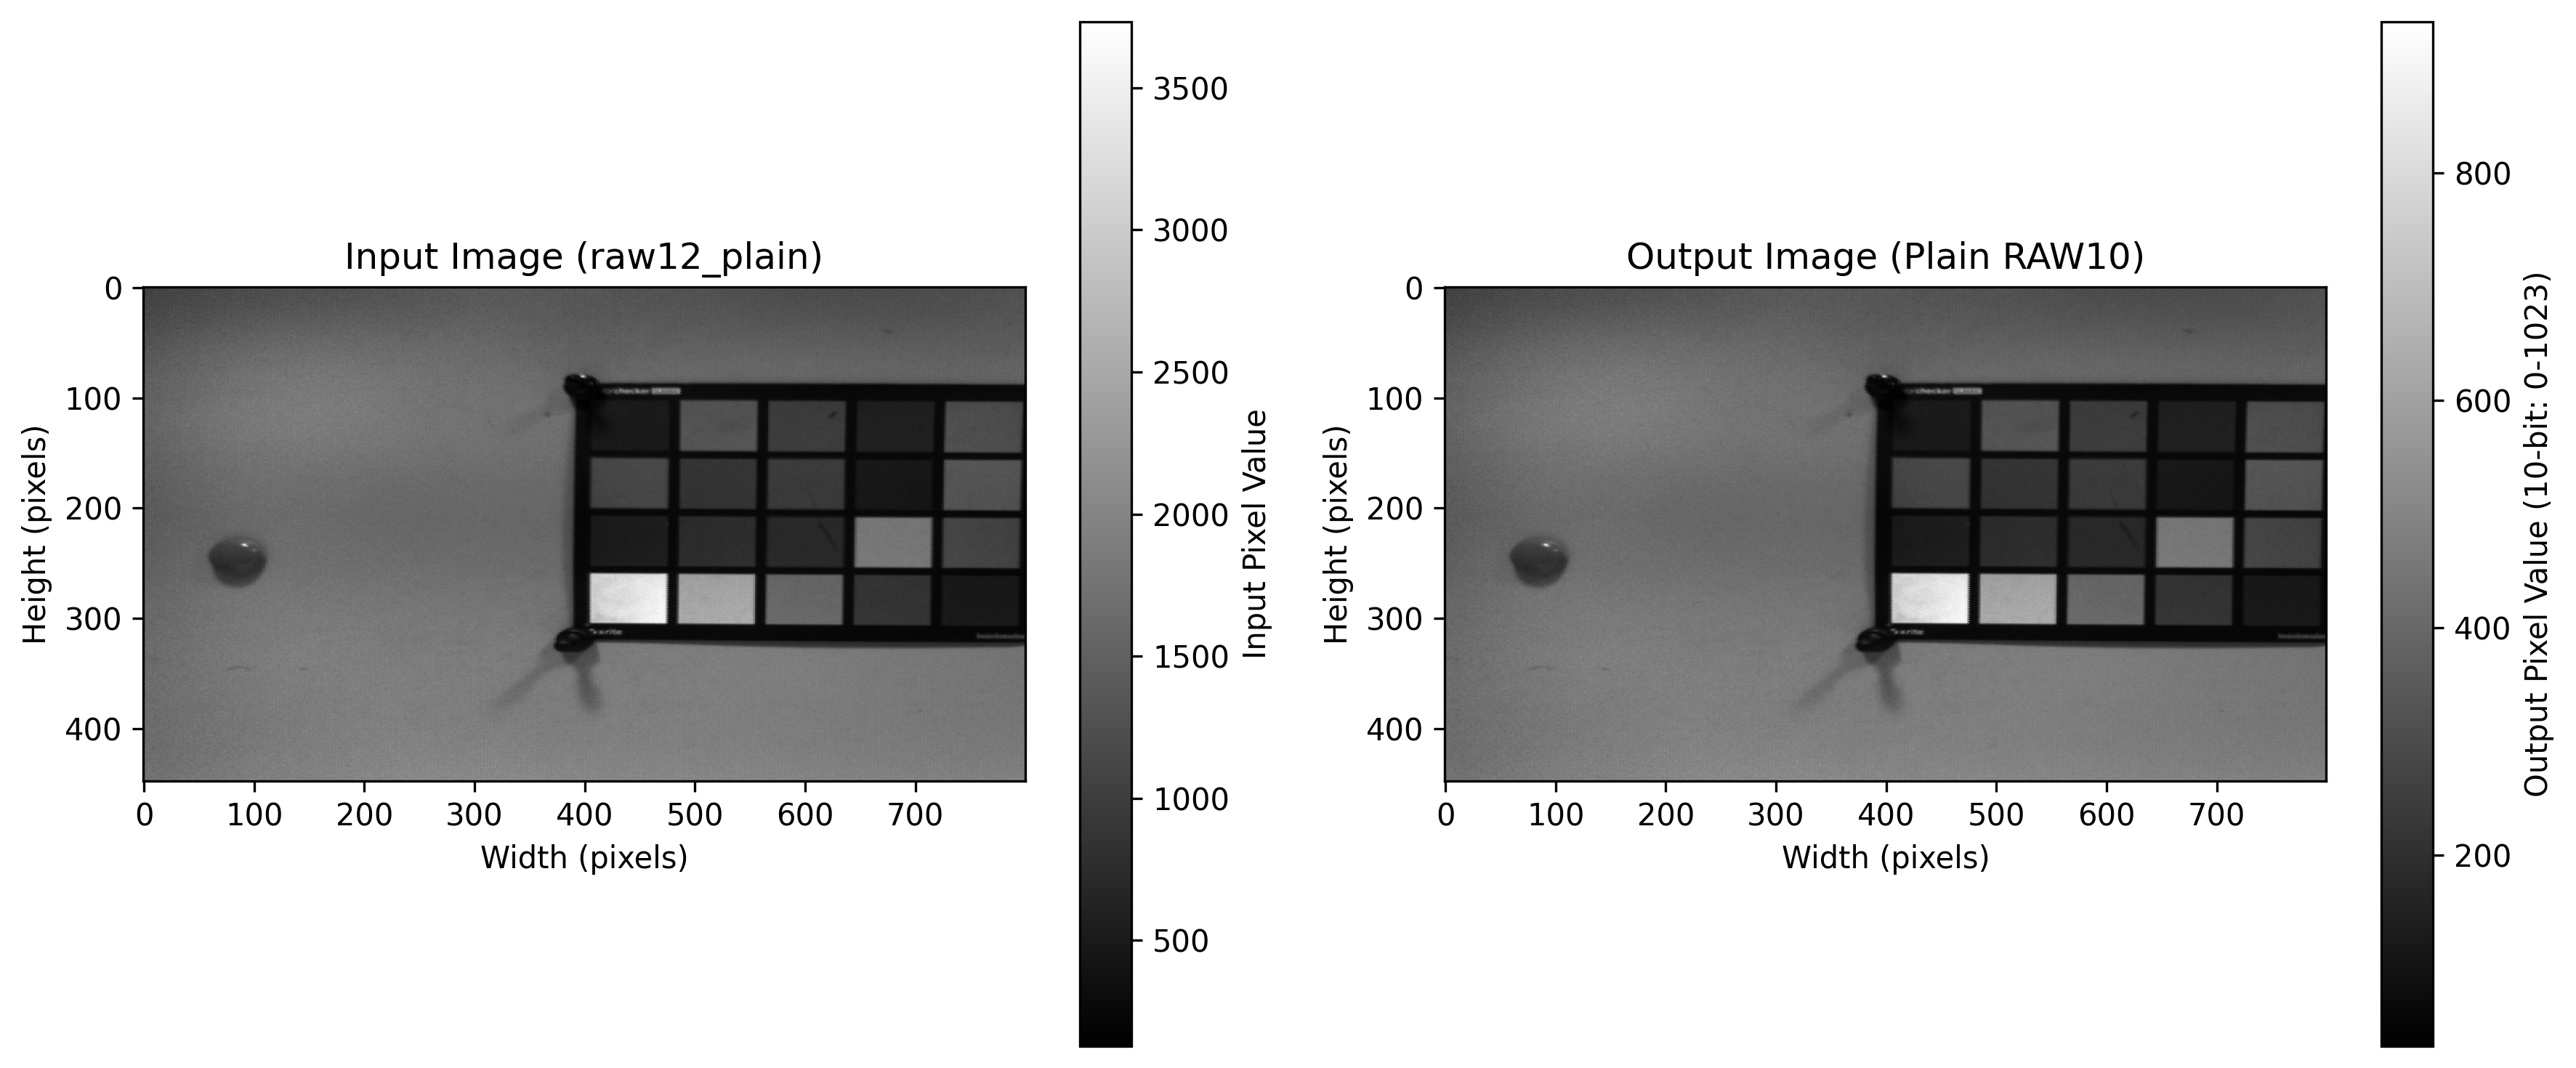 Input Image (raw12_plain)
0
100
200
300
400
Height (pixels)
0 100 200 300 400 500 600 700
Width (pixels)
3500
3000
2500
2000
1500
1000
500
Input Pixel Value
Output Image (Plain RAW10)
0
100
200
300
400
Height (pixels)
0 100 200 300 400 500 600 700
Width (pixels)
800
600
400
200
Output Pixel Value (10-bit: 0-1023)